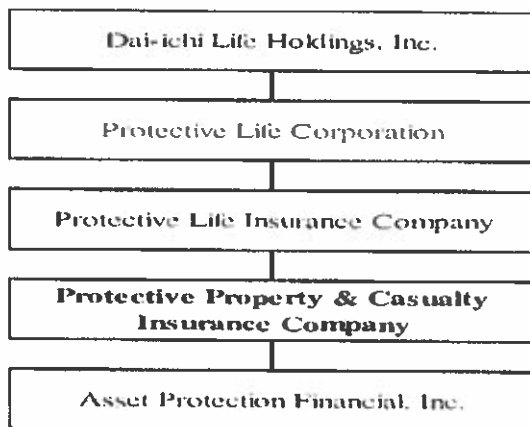 Dai-ichi Life Holdings, Inc.
Protective Life Corporation
Protective Life Insurance Company
Protective Property & Casualty
Insurance Company
Asset Protection Financial, Inc.